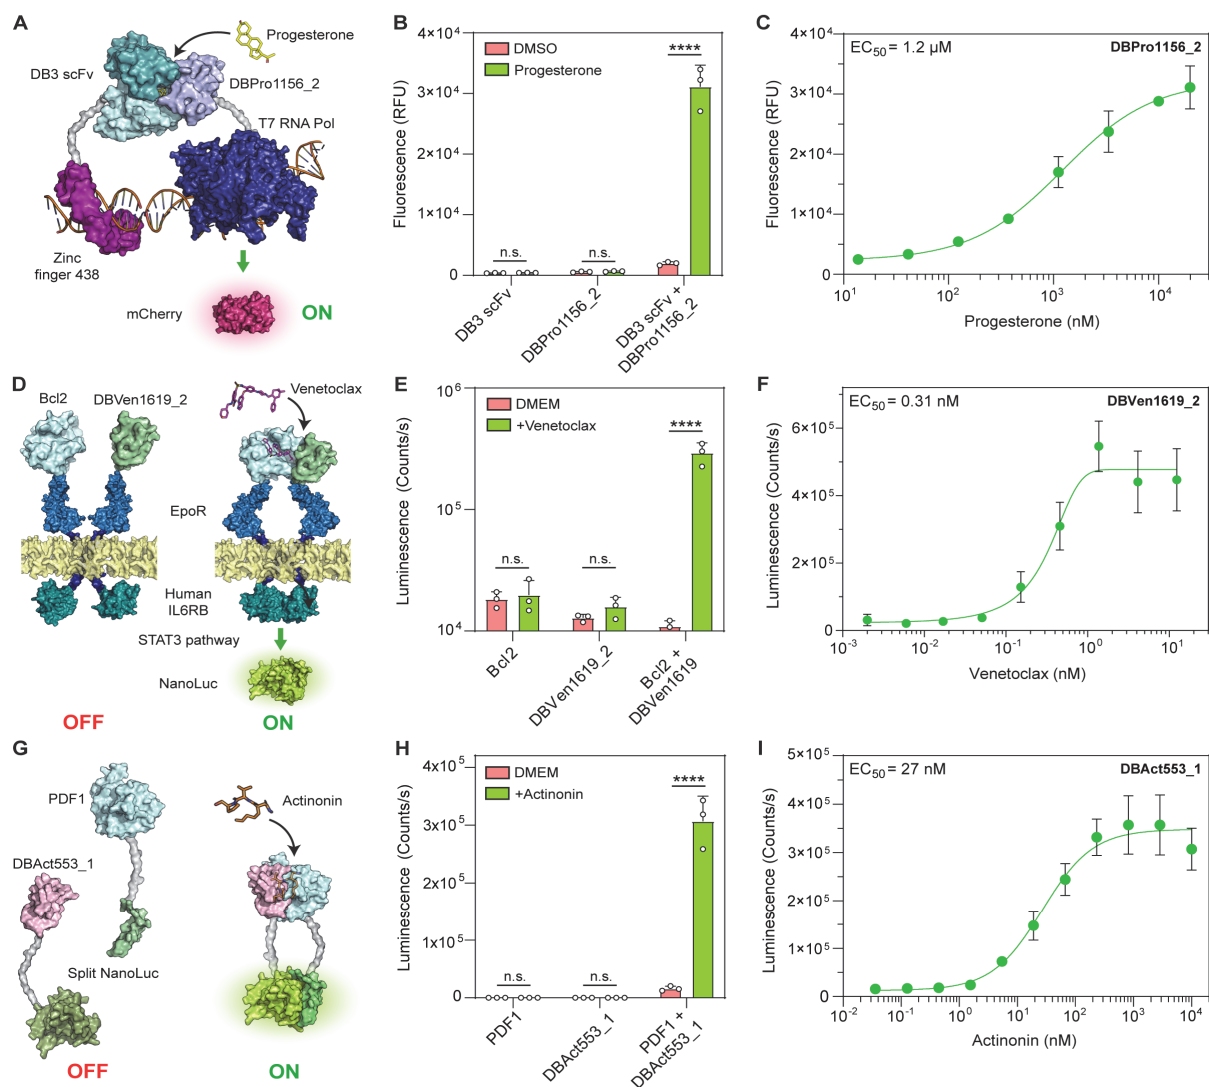 A
Progesterone
DB3 scFv
DBPro1156_2
T7 RNA Pol
Zinc
finger 438
mCherry
ON
B
DMSO
Progesterone
****
Fluorescence (RFU)
4×10⁴
3×10⁴
2×10⁴
1×10⁴
0
n.s.
n.s.
DB3 scFv
DBPro1156_2
DB3 scFv +
DBPro1156_2
C
EC₅₀ = 1.2 µM
DBPro1156_2
Fluorescence (RFU)
4×10⁴
3×10⁴
2×10⁴
1×10⁴
0
10¹
10²
10³
10⁴
Progesterone (nM)
D
Bcl2
DBVen1619_2
Venetoclax
EpoR
Human
IL6RB
STAT3 pathway
NanoLuc
OFF
ON
E
DMEM
+Venetoclax
****
Luminescence (Counts/s)
10⁶
10⁵
10⁴
n.s.
n.s.
Bcl2
DBVen1619_2
Bcl2 +
DBVen1619
F
EC₅₀ = 0.31 nM
DBVen1619_2
Luminescence (Counts/s)
6×10⁵
4×10⁵
2×10⁵
0
10⁻³
10⁻²
10⁻¹
10⁰
10¹
Venetoclax (nM)
G
PDF1
DBAct553_1
Actinonin
Split NanoLuc
OFF
ON
H
DMEM
+Actinonin
****
Luminescence (Counts/s)
4×10⁵
3×10⁵
2×10⁵
1×10⁵
0
n.s.
n.s.
PDF1
DBAct553_1
PDF1 +
DBAct553_1
I
EC₅₀ = 27 nM
DBAct553_1
Luminescence (Counts/s)
5×10⁵
4×10⁵
3×10⁵
2×10⁵
1×10⁵
0
10⁻²
10⁻¹
10⁰
10¹
10²
10³
10⁴
Actinonin (nM)